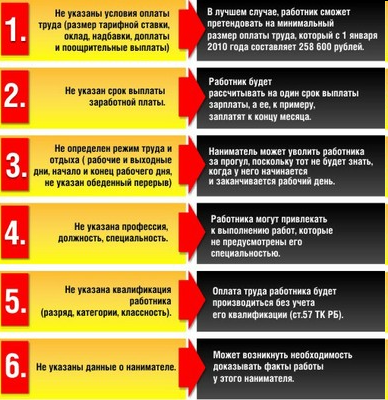 1.
Не указаны условия оплаты
труда (размер тарифной ставки,
оклад, надбавки, доплаты
и поощрительные выплаты)
В лучшем случае, работник сможет
претендовать на минимальный
размер оплаты труда, который с 1 января
2010 года составляет 258 600 рублей.
2.
Не указан срок выплаты
заработной платы.
Работник будет
рассчитывать на один срок выплаты
зарплаты, а ее, к примеру,
заплатят к концу месяца.
3.
Не определен режим труда и
отдыха ( рабочие и выходные
дни, начало и конец рабочего дня,
не указан обеденный перерыв)
Наниматель может уволить работника
за прогул, поскольку тот не будет знать,
когда у него начинается
и заканчивается рабочий день.
4.
Не указана профессия,
должность, специальность.
Работника могут привлекать
к выполнению работ, которые
не предусмотрены его
специальностью.
5.
Не указана квалификация
работника
(разряд, категории, классность).
Оплата труда работника будет
производиться без учета
его квалификации (ст.57 ТК РБ).
6.
Не указаны данные о нанимателе.
Может возникнуть необходимость
доказывать факты работы
у этого нанимателя.